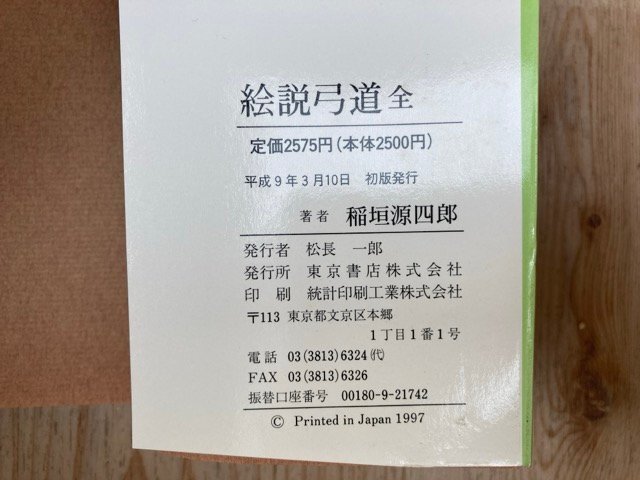 絵説弓道全
定価2575円(本体2500円)
平成9年3月10日 初版発行
著者 稲垣源四郎
発行者 松長 一郎
発行所 東京書店株式会社
印刷 統計印刷工業株式会社
〒113 東京都文京区本郷
1丁目1番1号
電話 03(3813)6324㈹
FAX 03(3813)6326
振替口座番号 00180-9-21742
© Printed in Japan 1997